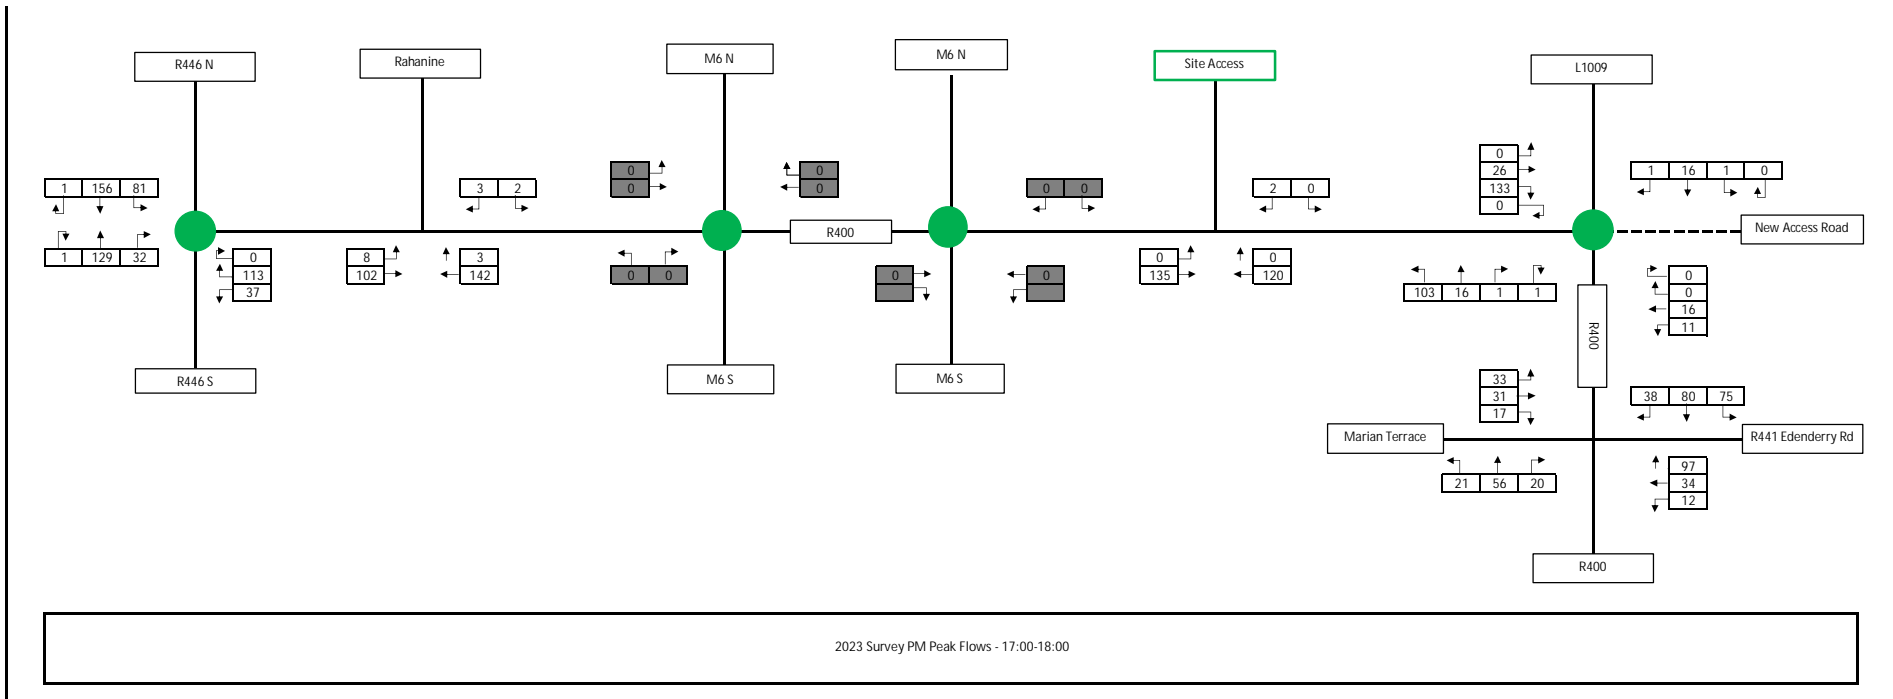 R446 N
Rahanine
M6 N
M6 N
Site Access
L1009
0
26
133
0
1 16 1 0
1 156 81
3 2
0
0
0
0
0 0
2 0
New Access Road
R400
1 129 32
0
113
37
8
102
3
142
0 0
0
0
0
135
0
120
103 16 1 1
0
0
16
11
R400
R446 S
M6 S
M6 S
33
31
17
38 80 75
Marian Terrace
R441 Edenderry Rd
21 56 20
97
34
12
R400
2023 Survey PM Peak Flows - 17:00-18:00